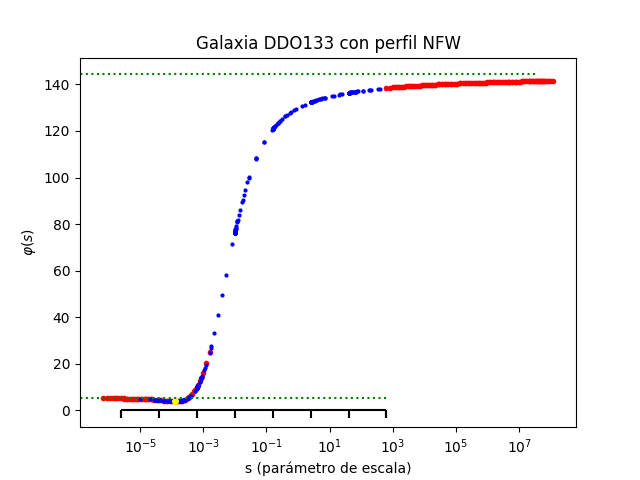 Galaxia DDO133 con perfil NFW
φ(s)
140
120
100
80
60
40
20
0
10⁻⁵ 10⁻³ 10⁻¹ 10¹ 10³ 10⁵ 10⁷
s (parámetro de escala)